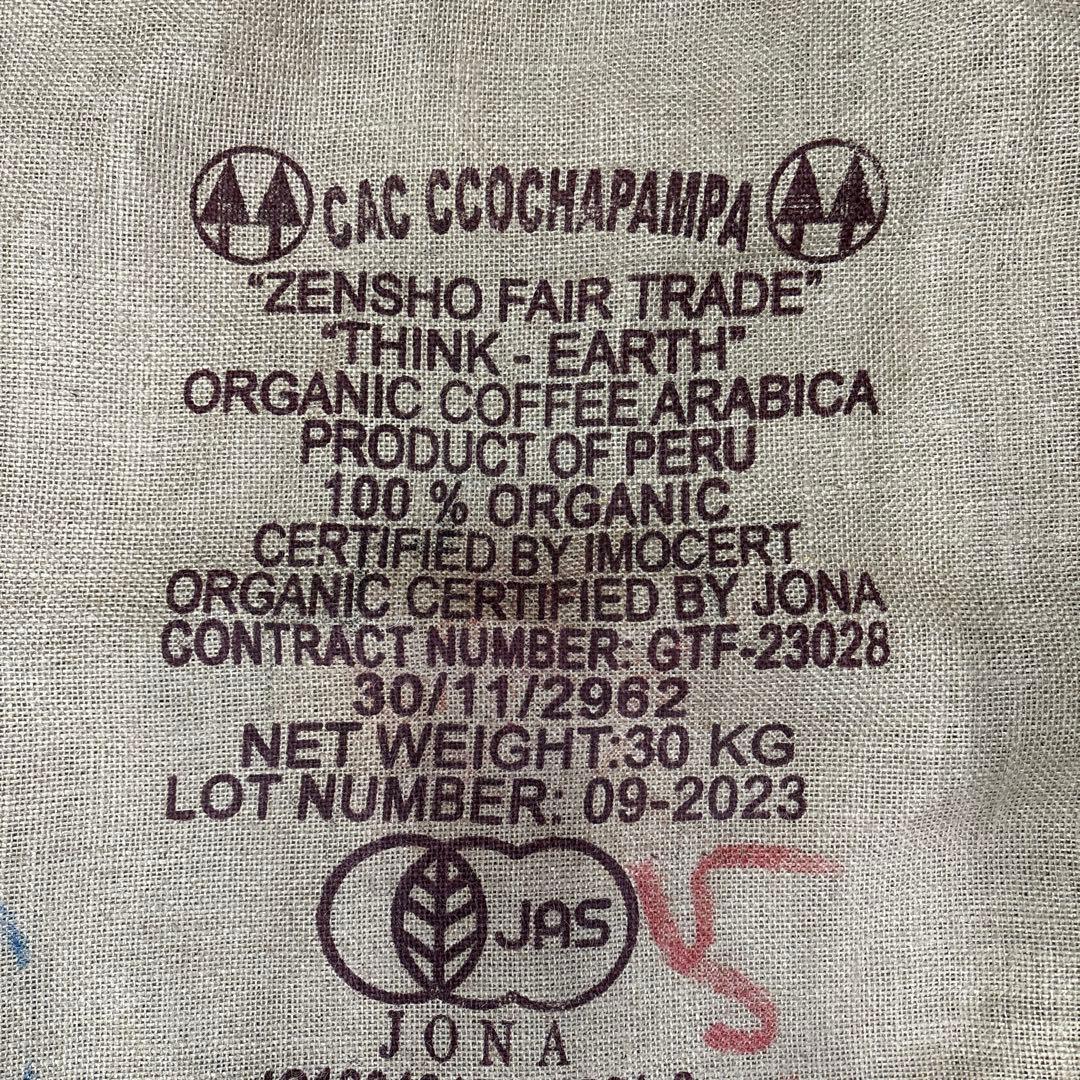 CAC CCOCHAPAMPA
"ZENSHO FAIR TRADE"
"THINK - EARTH"
ORGANIC COFFEE ARABICA
PRODUCT OF PERU
100 % ORGANIC
CERTIFIED BY IMOCERT
ORGANIC CERTIFIED BY JONA
CONTRACT NUMBER: GTF-23028
30/11/2962
NET WEIGHT:30 KG
LOT NUMBER: 09-2023
JAS
5
JONA